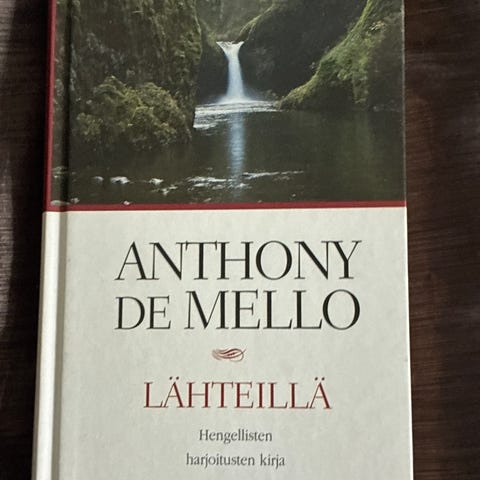 ANTHONY
DE MELLO
LÄHTEILLÄ
Hengellisten
harjoitusten kirja